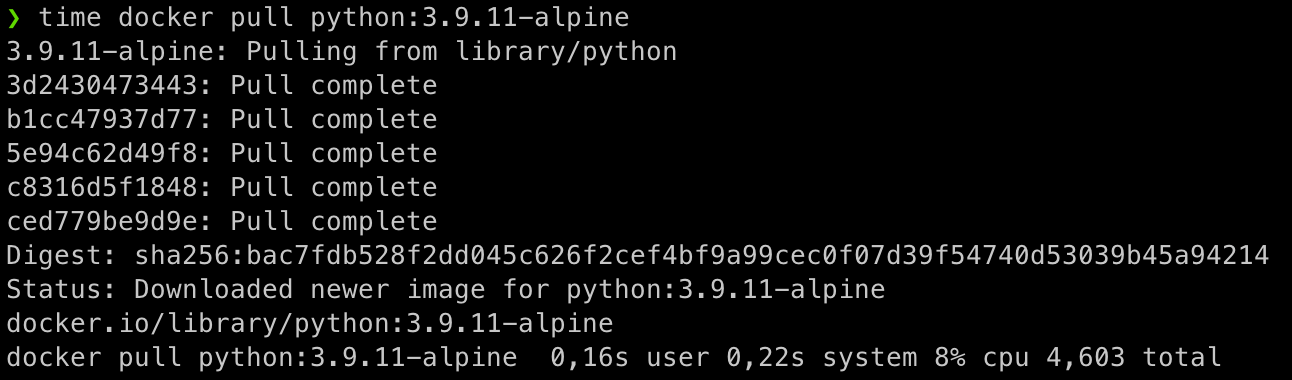 ❯ time docker pull python:3.9.11-alpine
3.9.11-alpine: Pulling from library/python
3d2430473443: Pull complete
b1cc47937d77: Pull complete
5e94c62d49f8: Pull complete
c8316d5f1848: Pull complete
ced779be9d9e: Pull complete
Digest: sha256:bac7fdb528f2dd045c626f2cef4bf9a99cec0f07d39f54740d53039b45a94214
Status: Downloaded newer image for python:3.9.11-alpine
docker.io/library/python:3.9.11-alpine
docker pull python:3.9.11-alpine  0,16s user 0,22s system 8% cpu 4,603 total